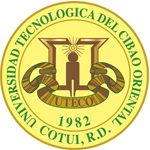 UNIVERSIDAD TECNOLOGICA DEL CIBAO ORIENTAL
UTECO
1982
COTUI, R.D.